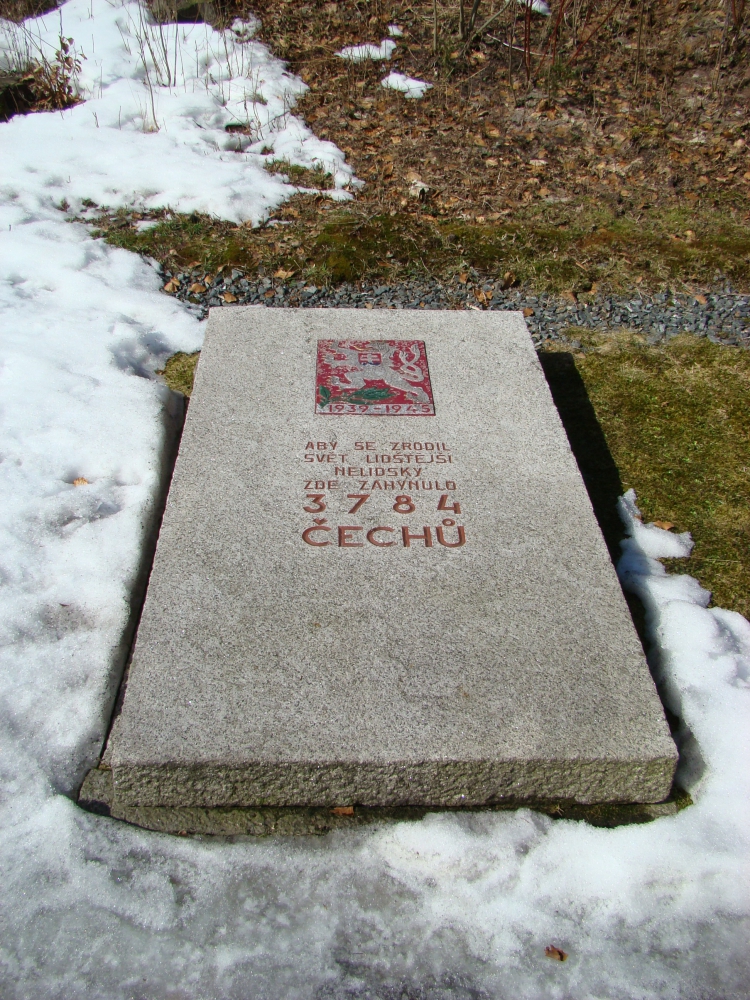 1939-1945
ABY SE ZRODIL
SVĚT LIDŠTĚJŠÍ
NELIDSKY
ZDE ZAHYNULO
3784
ČECHŮ